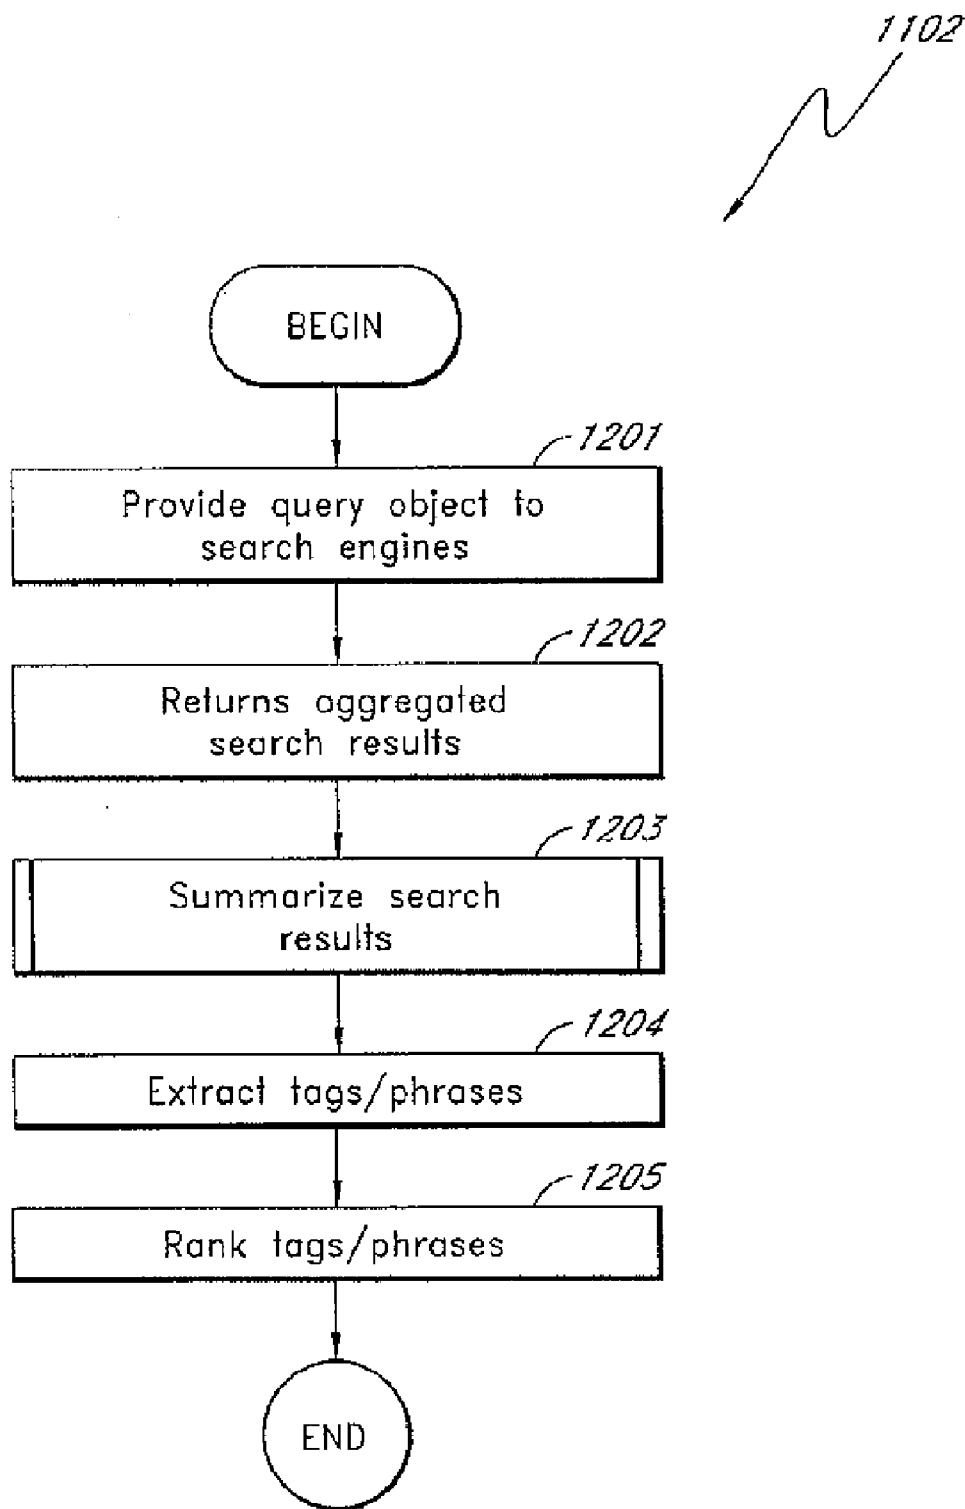 1102
BEGIN
1201
Provide query object to
search engines
1202
Returns aggregated
search results
1203
Summarize search
results
1204
Extract tags/phrases
1205
Rank tags/phrases
END